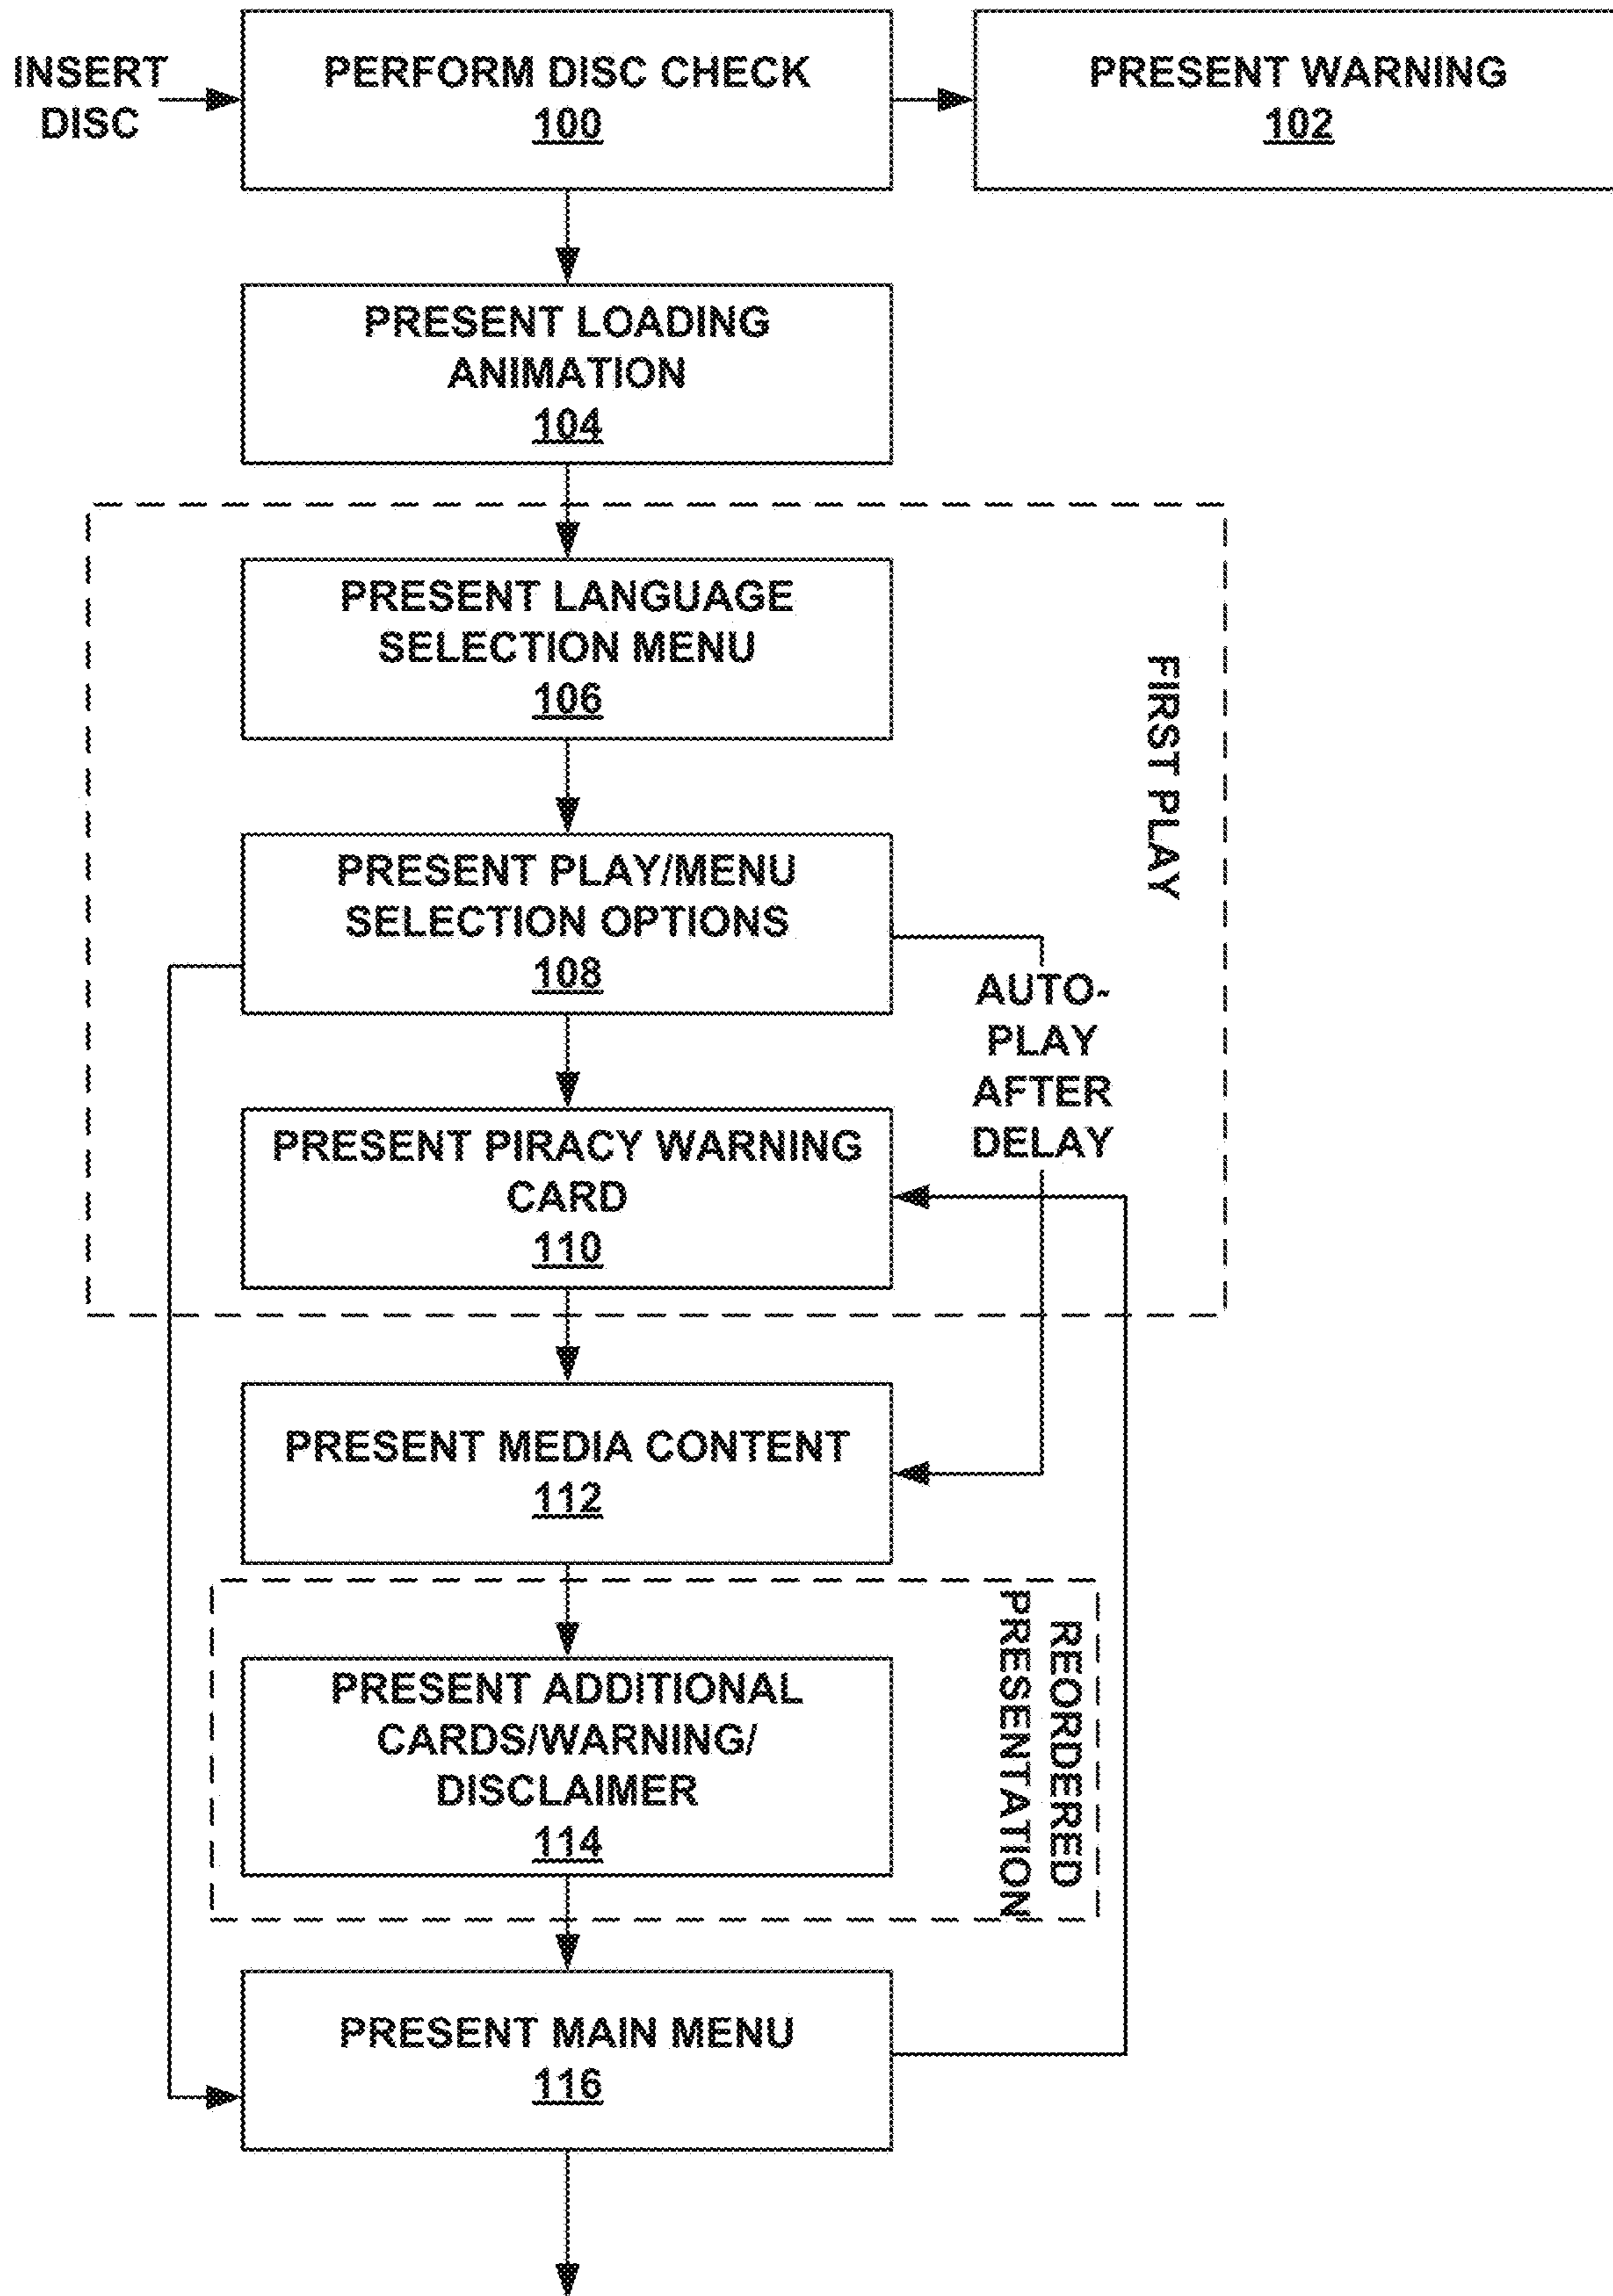 INSERT
DISC
PERFORM DISC CHECK
100
PRESENT WARNING
102
PRESENT LOADING
ANIMATION
104
PRESENT LANGUAGE
SELECTION MENU
106
FIRST PLAY
PRESENT PLAY/MENU
SELECTION OPTIONS
108
AUTO-
PLAY
AFTER
DELAY
PRESENT PIRACY WARNING
CARD
110
PRESENT MEDIA CONTENT
112
REORDERED
PRESENTATION
PRESENT ADDITIONAL
CARDS/WARNING/
DISCLAIMER
114
PRESENT MAIN MENU
116